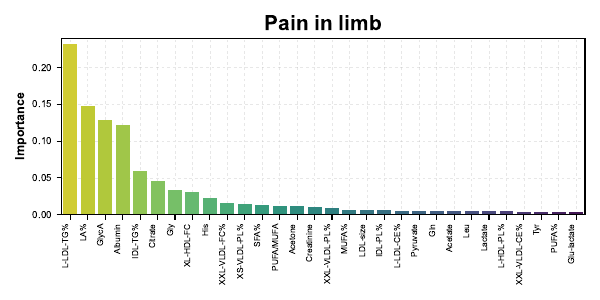 Pain in limb
Importance
0.20
0.15
0.10
0.05
0.00
L-LDL-TG%
LA%
GlycA
Albumin
IDL-TG%
Citrate
Gly
XL-HDL-FC
His
XXL-VLDL-FC%
XS-VLDL-PL%
SFA%
PUFA/MUFA
Acetone
Creatinine
XXL-VLDL-PL%
MUFA%
LDL-size
IDL-PL%
L-LDL-CE%
Pyruvate
Gln
Acetate
Leu
Lactate
L-HDL-PL%
XXL-VLDL-CE%
Tyr
PUFA%
Glu-lactate